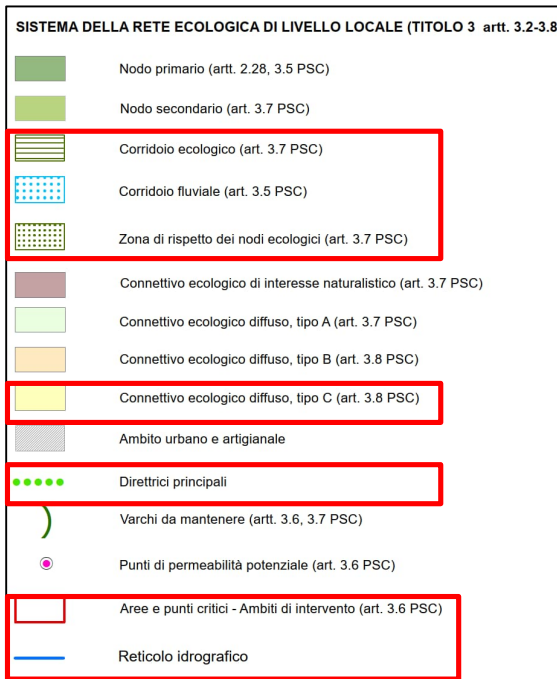 SISTEMA DELLA RETE ECOLOGICA DI LIVELLO LOCALE (TITOLO 3 artt. 3.2-3.8
Nodo primario (artt. 2.28, 3.5 PSC)
Nodo secondario (art. 3.7 PSC)
Corridoio ecologico (art. 3.7 PSC)
Corridoio fluviale (art. 3.5 PSC)
Zona di rispetto dei nodi ecologici (art. 3.7 PSC)
Connettivo ecologico di interesse naturalistico (art. 3.7 PSC)
Connettivo ecologico diffuso, tipo A (art. 3.7 PSC)
Connettivo ecologico diffuso, tipo B (art. 3.8 PSC)
Connettivo ecologico diffuso, tipo C (art. 3.8 PSC)
Ambito urbano e artigianale
Direttrici principali
Varchi da mantenere (artt. 3.6, 3.7 PSC)
Punti di permeabilità potenziale (art. 3.6 PSC)
Aree e punti critici - Ambiti di intervento (art. 3.6 PSC)
Reticolo idrografico